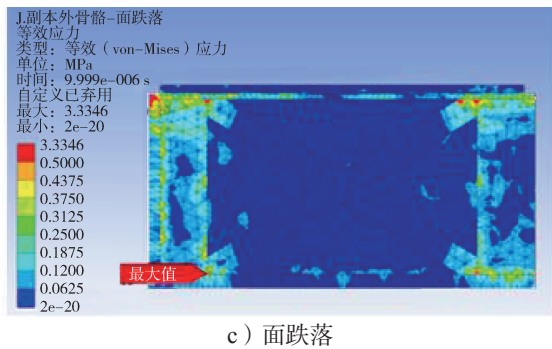 J.副本外骨骼-面跌落
等效应力
类型：等效（von-Mises）应力
单位：MPa
时间：9.999e-006 s
自定义已弃用
最大：3.3346
最小：2e-20
3.3346
0.5000
0.4375
0.3750
0.3125
0.2500
0.1875
0.1200
0.0625
2e-20
最大值
c）面跌落